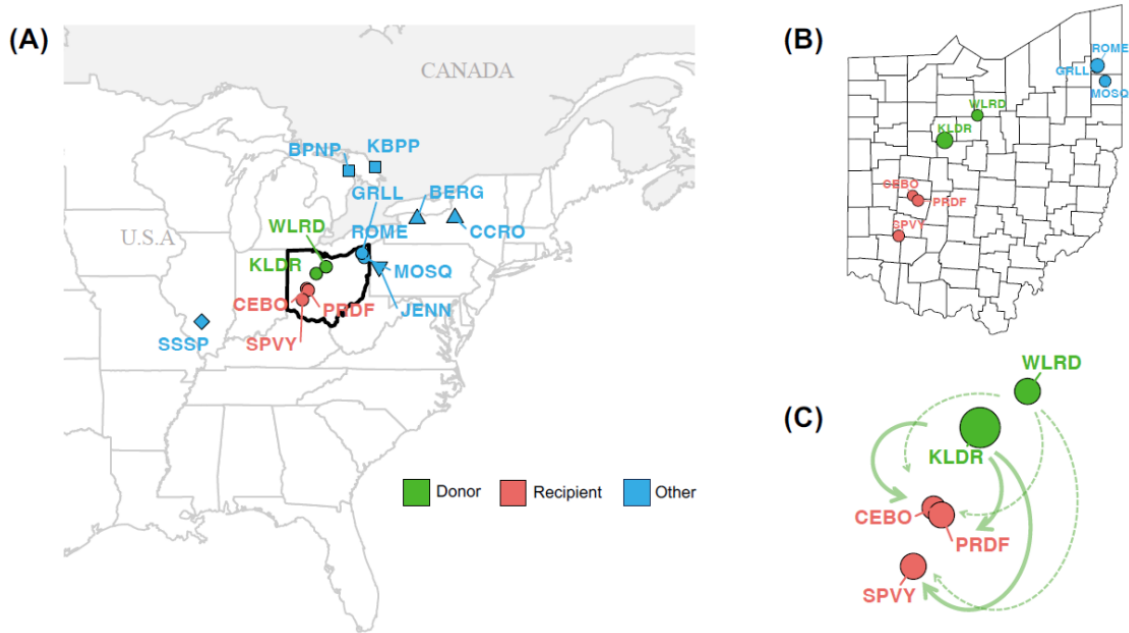 (A)
CANADA
U.S.A
BPNP
KBPP
GRLL
BERG
WLRD
ROME
CCRO
KLDR
MOSQ
CEBO
PRDF
JENN
SPVY
SSSP
Donor
Recipient
Other
(B)
ROME
GRLL
MOSQ
WLRD
KLDR
CEBO
PRDF
SPVY
(C)
WLRD
KLDR
CEBO
PRDF
SPVY